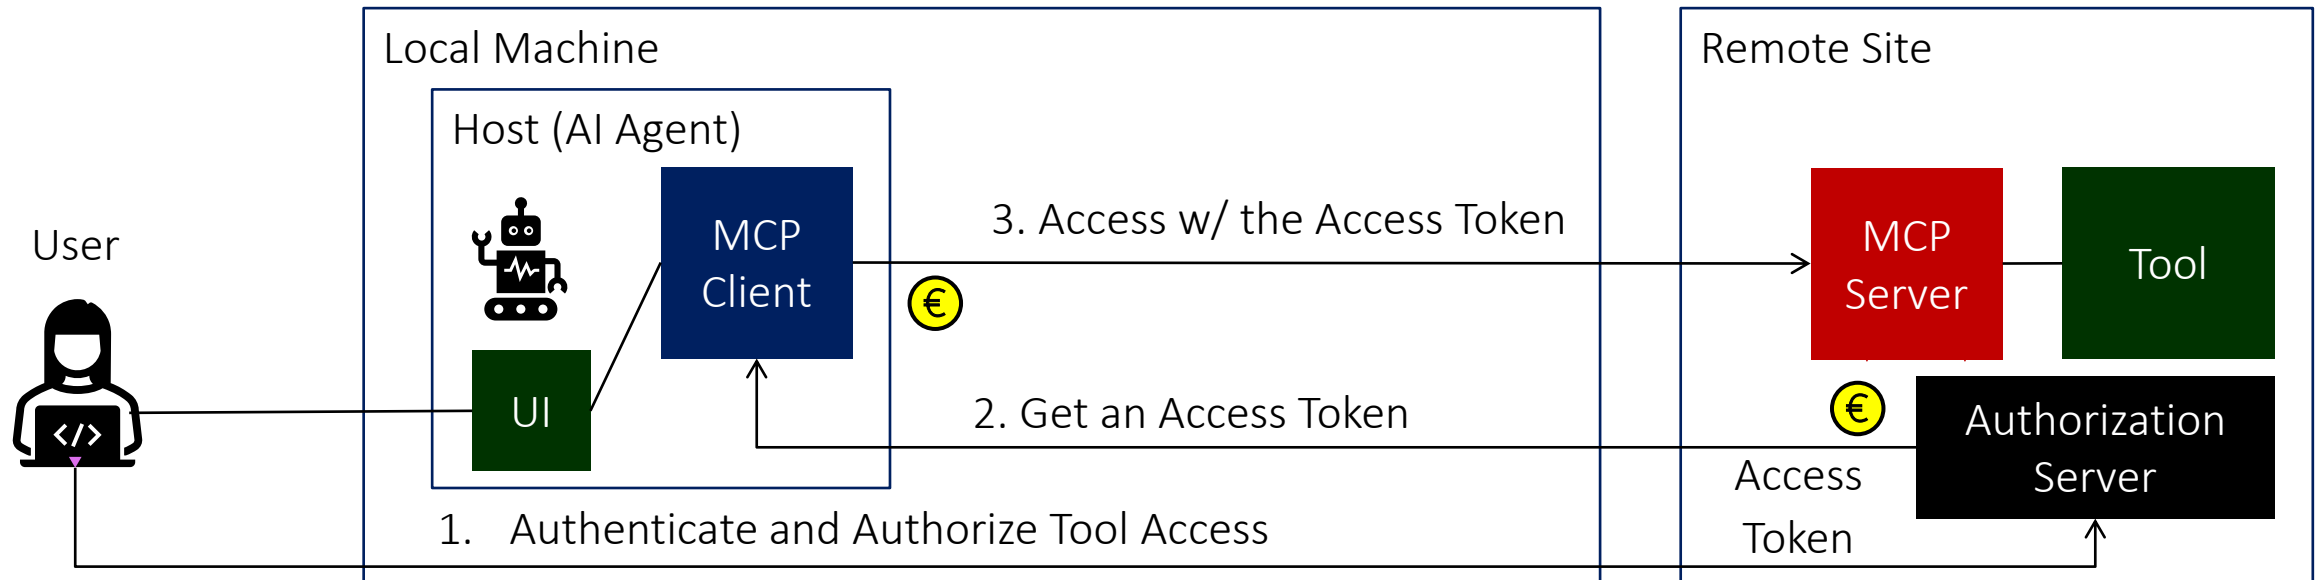 Local Machine
Remote Site
Host (AI Agent)
User
MCP
Client
3. Access w/ the Access Token
€
MCP
Server
Tool
UI
</>
2. Get an Access Token
€
Authorization
Server
Access
Token
1. Authenticate and Authorize Tool Access